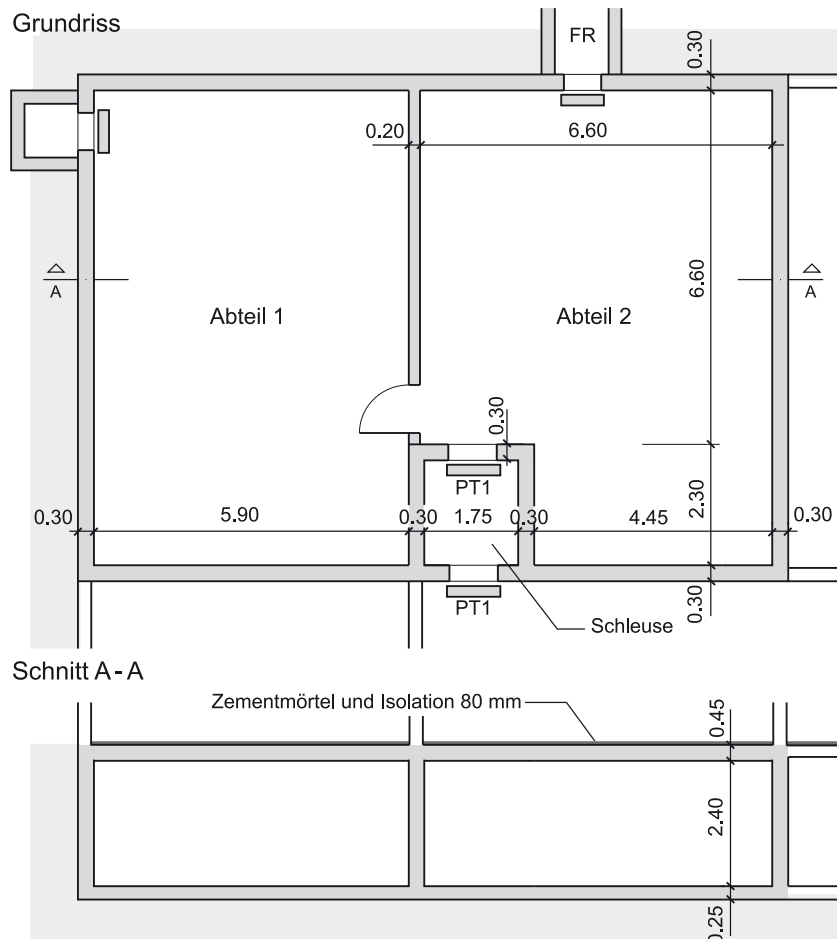 Grundriss
FR
0.30
0.20
6.60
6.60
A
A
Abteil 1
Abteil 2
0.30
PT1
2.30
0.30
5.90
0.30
1.75
0.30
4.45
0.30
PT1
0.30
Schleuse
Schnitt A - A
Zementmörtel und Isolation 80 mm
0.45
2.40
0.25